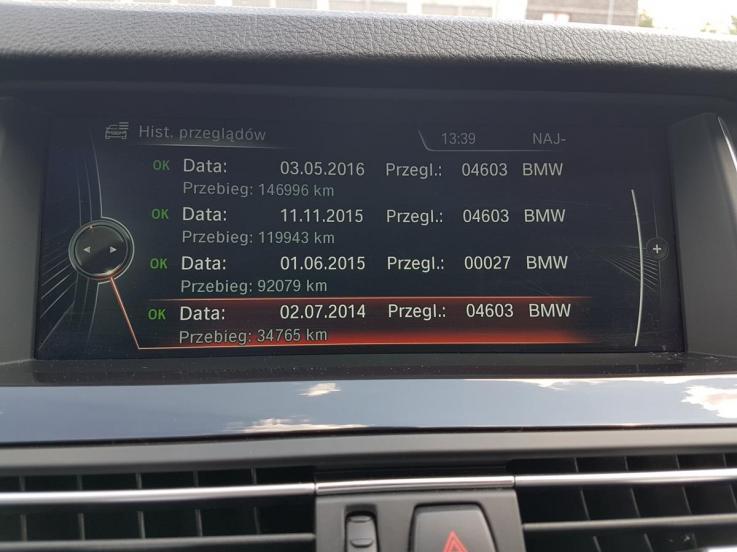 Hist. przeglądów 13:39 NAJ-
OK Data: 03.05.2016 Przegl.: 04603 BMW
Przebieg: 146996 km
OK Data: 11.11.2015 Przegl.: 04603 BMW
Przebieg: 119943 km
OK Data: 01.06.2015 Przegl.: 00027 BMW
Przebieg: 92079 km
OK Data: 02.07.2014 Przegl.: 04603 BMW
Przebieg: 34765 km